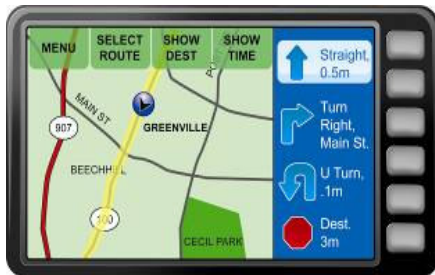 MENU
SELECT
ROUTE
SHOW
DEST
SHOW
TIME
Straight,
0.5m
MAIN ST
907
GREENVILLE
Turn
Right,
Main St.
BEECHHILL
U Turn,
.1m
100
CECIL PARK
Dest.
3m